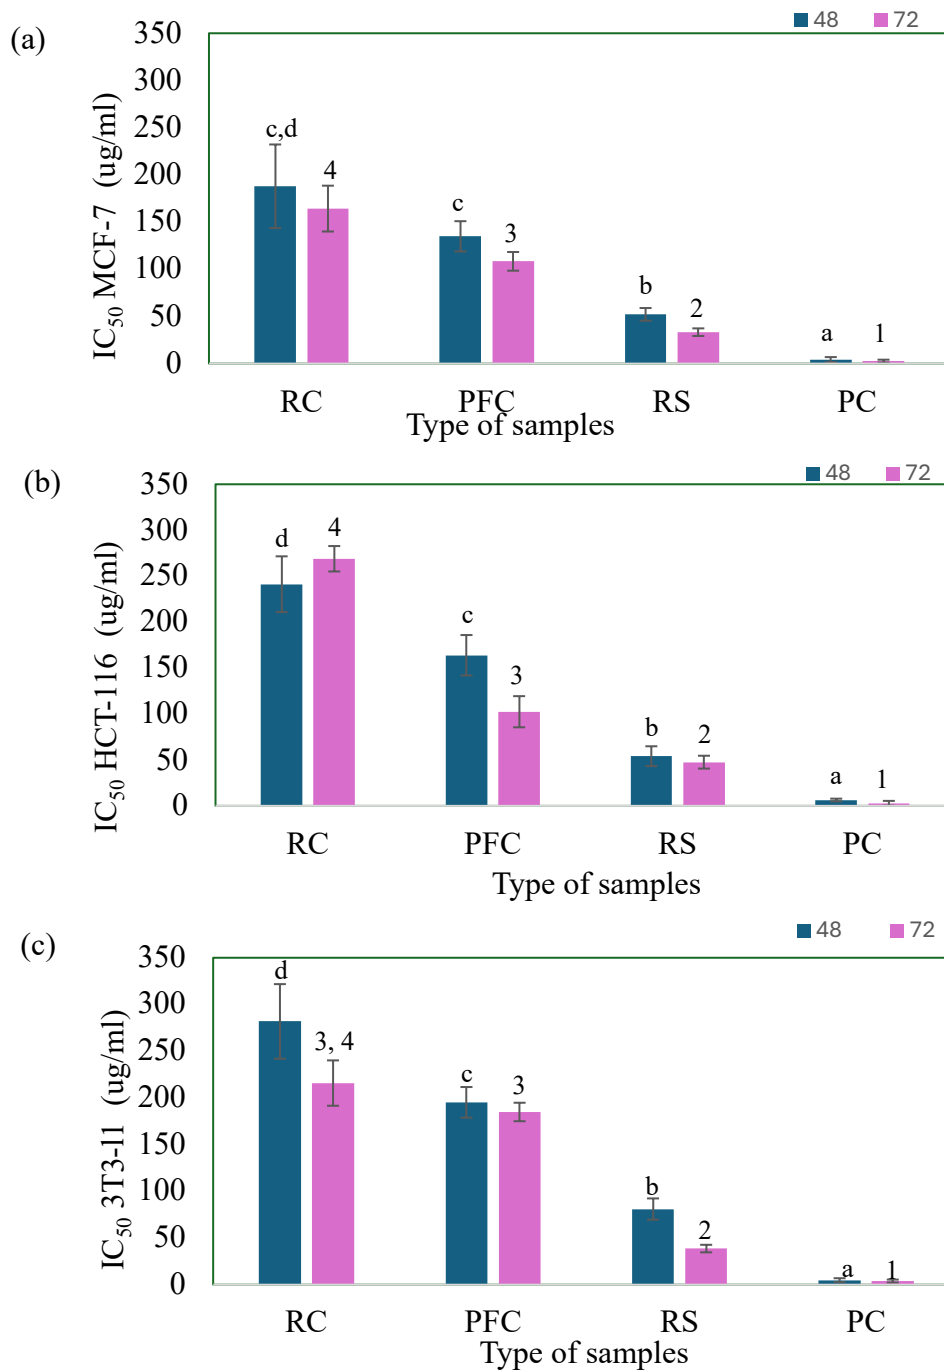 (a)
48 72
350
300
250
200
150
100
50
0
IC50 MCF-7 (ug/ml)
c,d 4 c 3 b 2 a 1
RC PFC RS PC
Type of samples
(b)
48 72
350
300
250
200
150
100
50
0
IC50 HCT-116 (ug/ml)
d 4 c 3 b 2 a 1
RC PFC RS PC
Type of samples
(c)
48 72
350
300
250
200
150
100
50
0
IC50 3T3-l1 (ug/ml)
d 3, 4 c 3 b 2 a 1
RC PFC RS PC
Type of samples